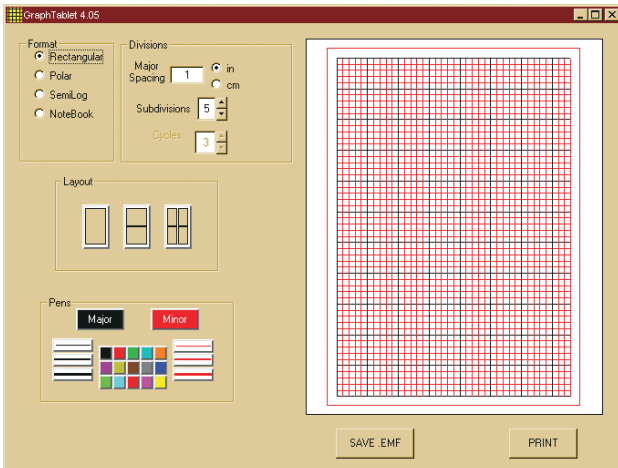 GraphTablet 4.05
Format
Rectangular
Polar
SemiLog
NoteBook
Divisions
Major
Spacing
1
in
cm
Subdivisions
5
Cycles
3
Layout
Pens
Major
Minor
SAVE .EMF
PRINT